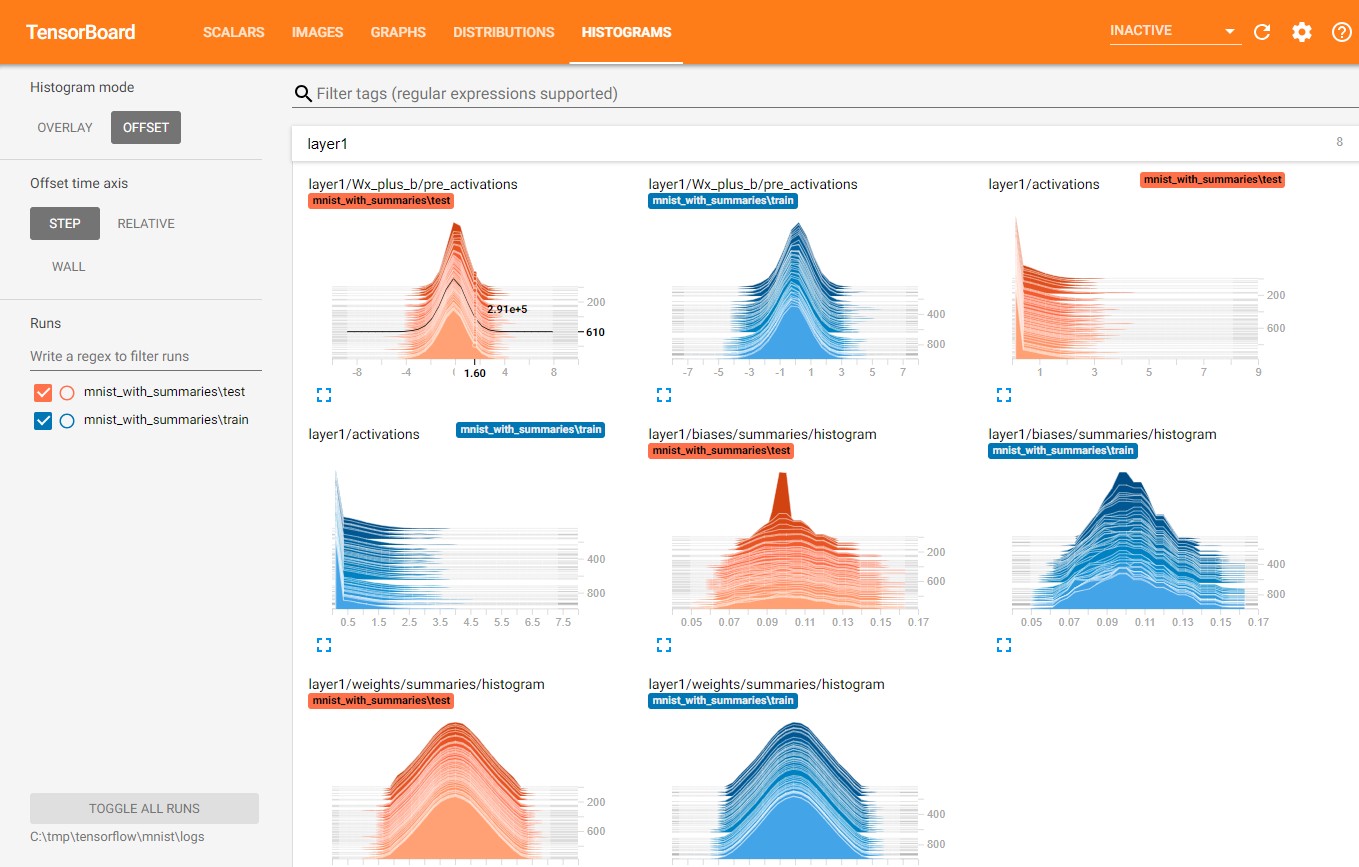 TensorBoard SCALARS IMAGES GRAPHS DISTRIBUTIONS HISTOGRAMS INACTIVE
Histogram mode
OVERLAY OFFSET
Offset time axis
STEP RELATIVE
WALL
Runs
Write a regex to filter runs
mnist_with_summaries\test
mnist_with_summaries\train
TOGGLE ALL RUNS
C:\tmp\tensorflow\mnist\logs
Filter tags (regular expressions supported)
layer1 8
layer1/Wx_plus_b/pre_activations
mnist_with_summaries\test
2.91e+5
200
610
-8 -4 1.60 4 8
layer1/Wx_plus_b/pre_activations
mnist_with_summaries\train
400
800
-7 -5 -3 -1 1 3 5 7
layer1/activations mnist_with_summaries\test
200
600
1 3 5 7 9
layer1/activations mnist_with_summaries\train
400
800
0.5 1.5 2.5 3.5 4.5 5.5 6.5 7.5
layer1/biases/summaries/histogram
mnist_with_summaries\test
200
600
0.05 0.07 0.09 0.11 0.13 0.15 0.17
layer1/biases/summaries/histogram
mnist_with_summaries\train
400
800
0.05 0.07 0.09 0.11 0.13 0.15 0.17
layer1/weights/summaries/histogram
mnist_with_summaries\test
200
600
layer1/weights/summaries/histogram
mnist_with_summaries\train
400
800